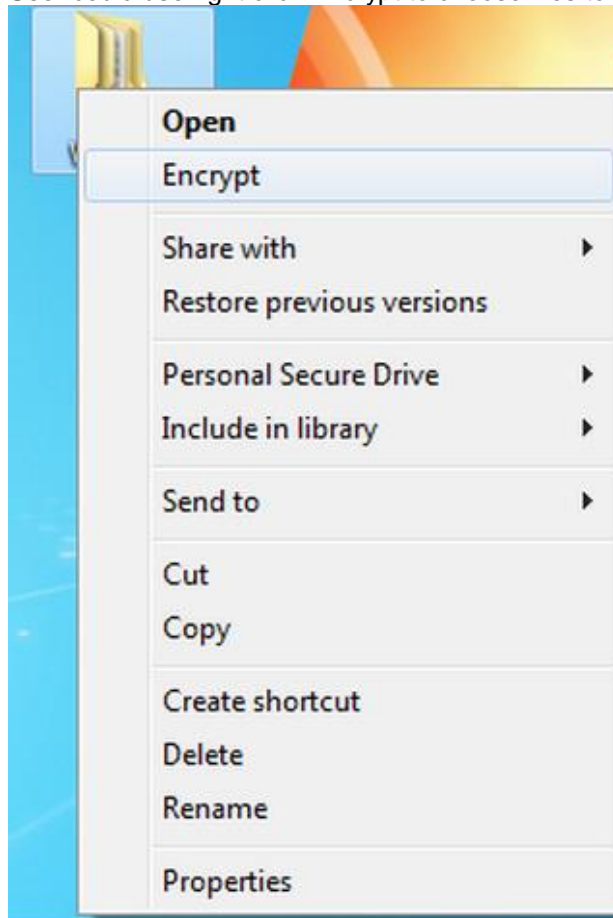 Open
Encrypt
Share with
Restore previous versions
Personal Secure Drive
Include in library
Send to
Cut
Copy
Create shortcut
Delete
Rename
Properties